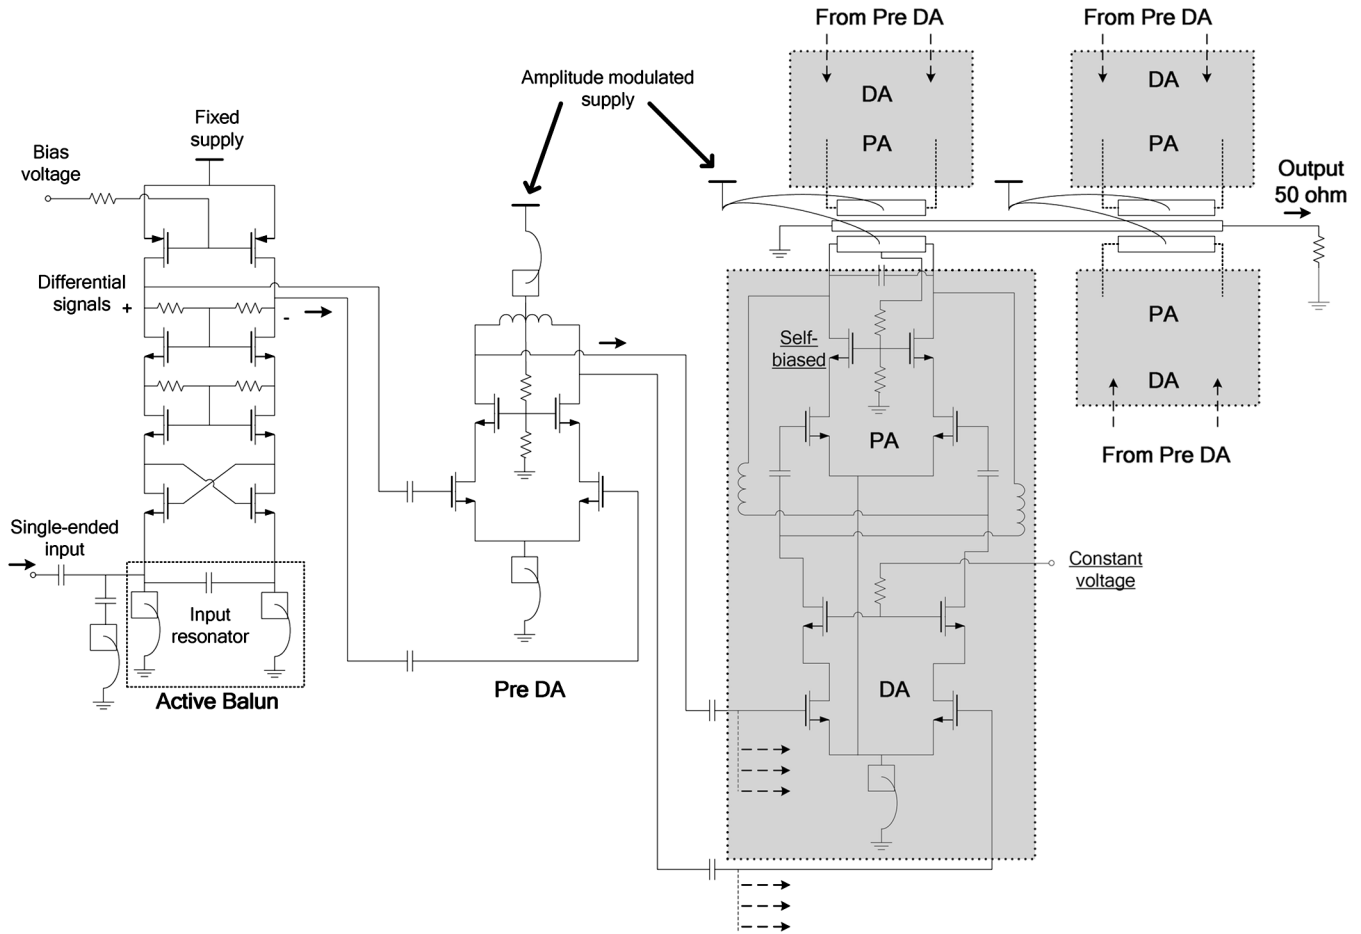 From Pre DA
From Pre DA
Amplitude modulated
supply
DA
PA
DA
PA
Fixed
supply
Bias
voltage
Output
50 ohm
Differential
signals +
-
Self-
biased
PA
PA
DA
From Pre DA
Single-ended
input
Constant
voltage
Input
resonator
Active Balun
Pre DA
DA